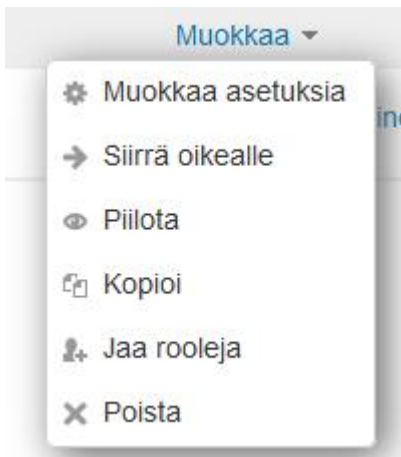 Muokkaa
Muokkaa asetuksia
Siirrä oikealle
Piilota
Kopioi
Jaa rooleja
Poista